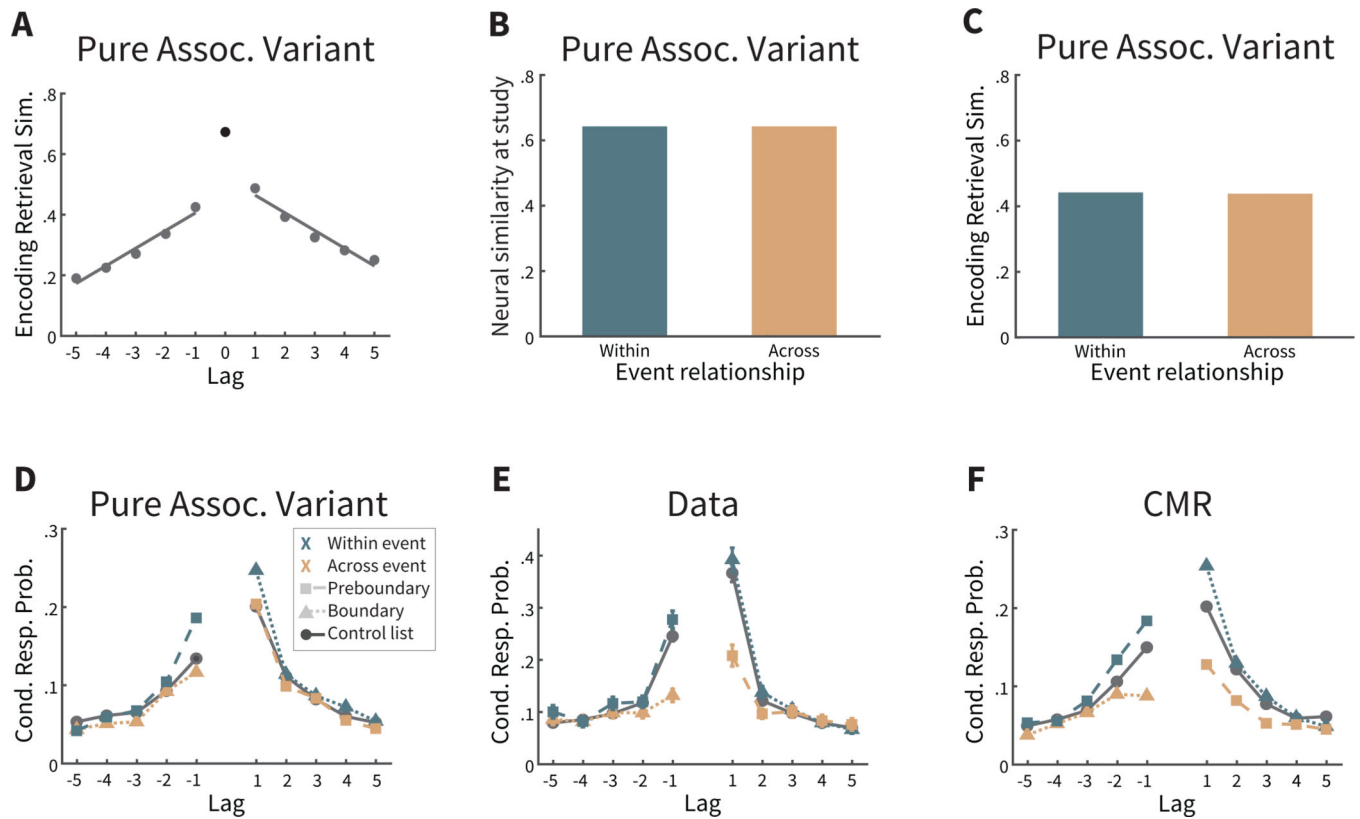 A
Pure Assoc. Variant
Encoding Retrieval Sim.
.8
.6
.4
.2
0
-5 -4 -3 -2 -1 0 1 2 3 4 5
Lag
B
Pure Assoc. Variant
Neural similarity at study
.8
.6
.4
.2
0
Within Across
Event relationship
C
Pure Assoc. Variant
Encoding Retrieval Sim.
.8
.6
.4
.2
0
Within Across
Event relationship
D
Pure Assoc. Variant
Cond. Resp. Prob.
.3
.2
.1
0
-5 -4 -3 -2 -1 1 2 3 4 5
Lag
X Within event
X Across event
Preboundary
Boundary
Control list
E
Data
Cond. Resp. Prob.
.4
.3
.2
.1
0
-5 -4 -3 -2 -1 1 2 3 4 5
Lag
F
CMR
Cond. Resp. Prob.
.3
.2
.1
0
-5 -4 -3 -2 -1 1 2 3 4 5
Lag